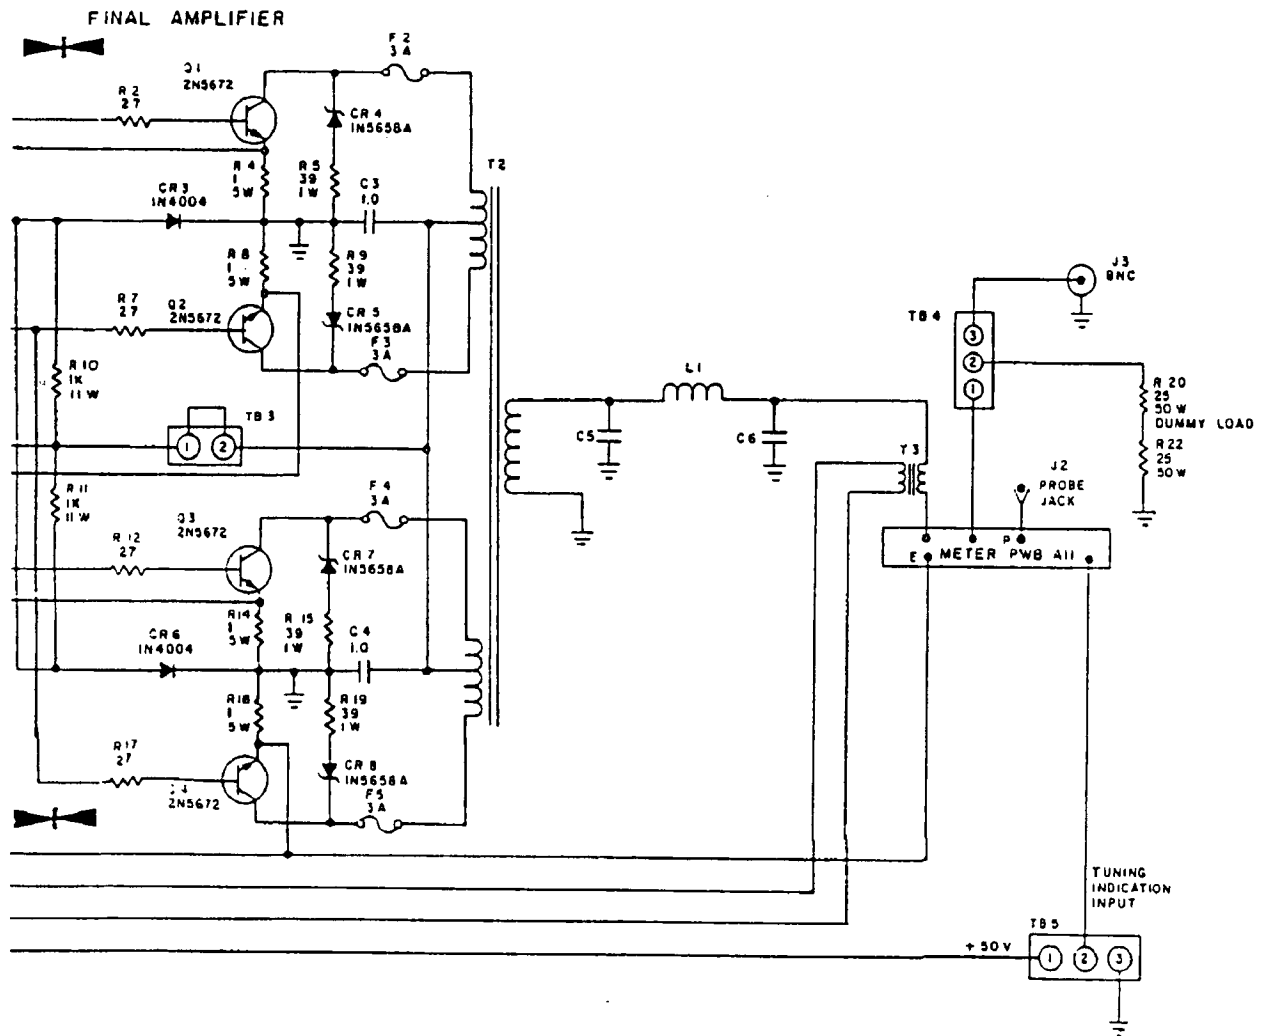 FINAL AMPLIFIER
F2
3A
Q1
2N5672
R2
27
CR4
1N5658A
T2
R4
1
5W
R5
39
1W
C3
1.0
CR3
1N4004
R8
1
5W
R9
39
1W
R7
27
Q2
2N5672
CR5
1N5658A
F3
3A
J3
BNC
TB4
3
2
1
R10
1K
11W
L1
R20
25
50W
DUMMY LOAD
R22
25
50W
TB3
1
2
C5
C6
T3
J2
PROBE
JACK
R11
1K
11W
F4
3A
Q3
2N5672
R12
27
CR7
1N5658A
P
E METER PWB A11
R14
1
5W
R15
39
1W
C4
1.0
CR6
1N4004
R18
1
5W
R19
39
1W
R17
27
Q4
2N5672
CR8
1N5658A
F5
3A
TUNING
INDICATION
INPUT
TB5
+50V
1
2
3